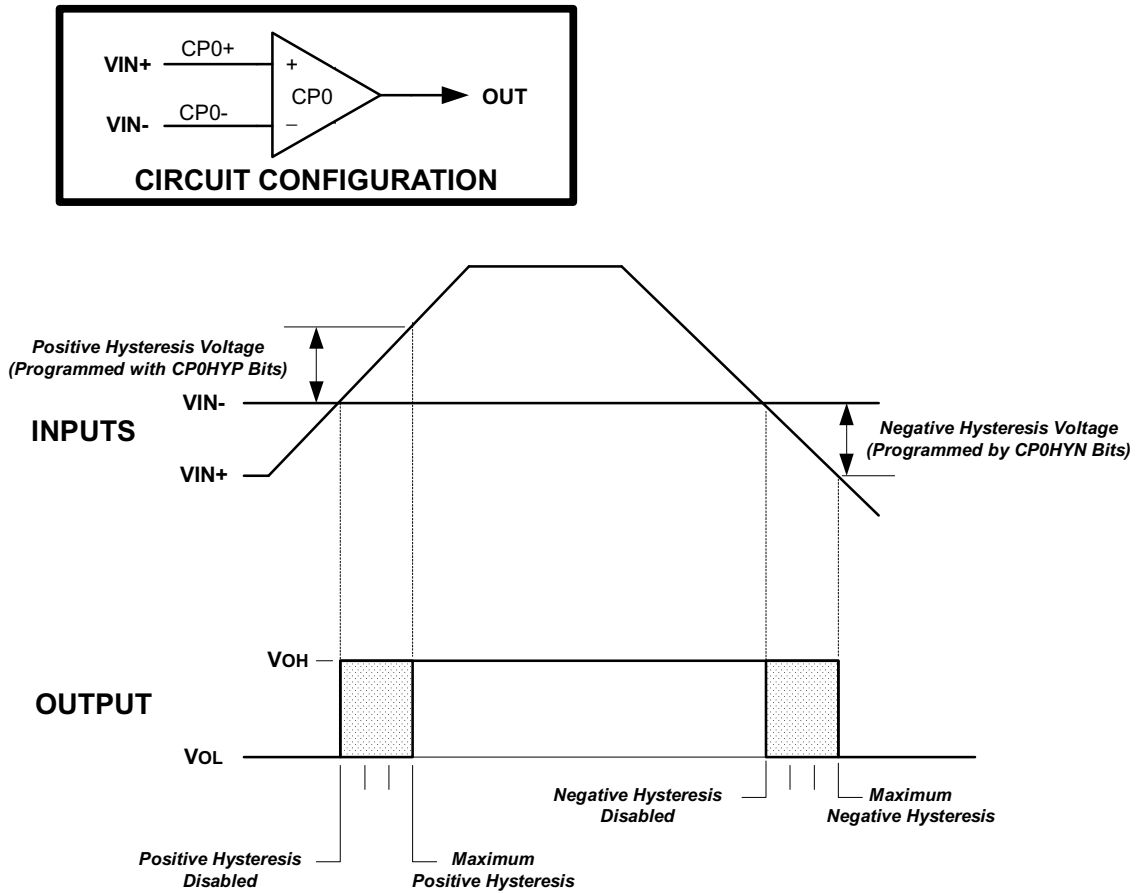 VIN+
CP0+
+
CP0
OUT
VIN-
CP0-
−
CIRCUIT CONFIGURATION
Positive Hysteresis Voltage
(Programmed with CP0HYP Bits)
VIN-
INPUTS
Negative Hysteresis Voltage
(Programmed by CP0HYN Bits)
VIN+
VOH
OUTPUT
VOL
Negative Hysteresis
Disabled
Maximum
Negative Hysteresis
Positive Hysteresis
Disabled
Maximum
Positive Hysteresis